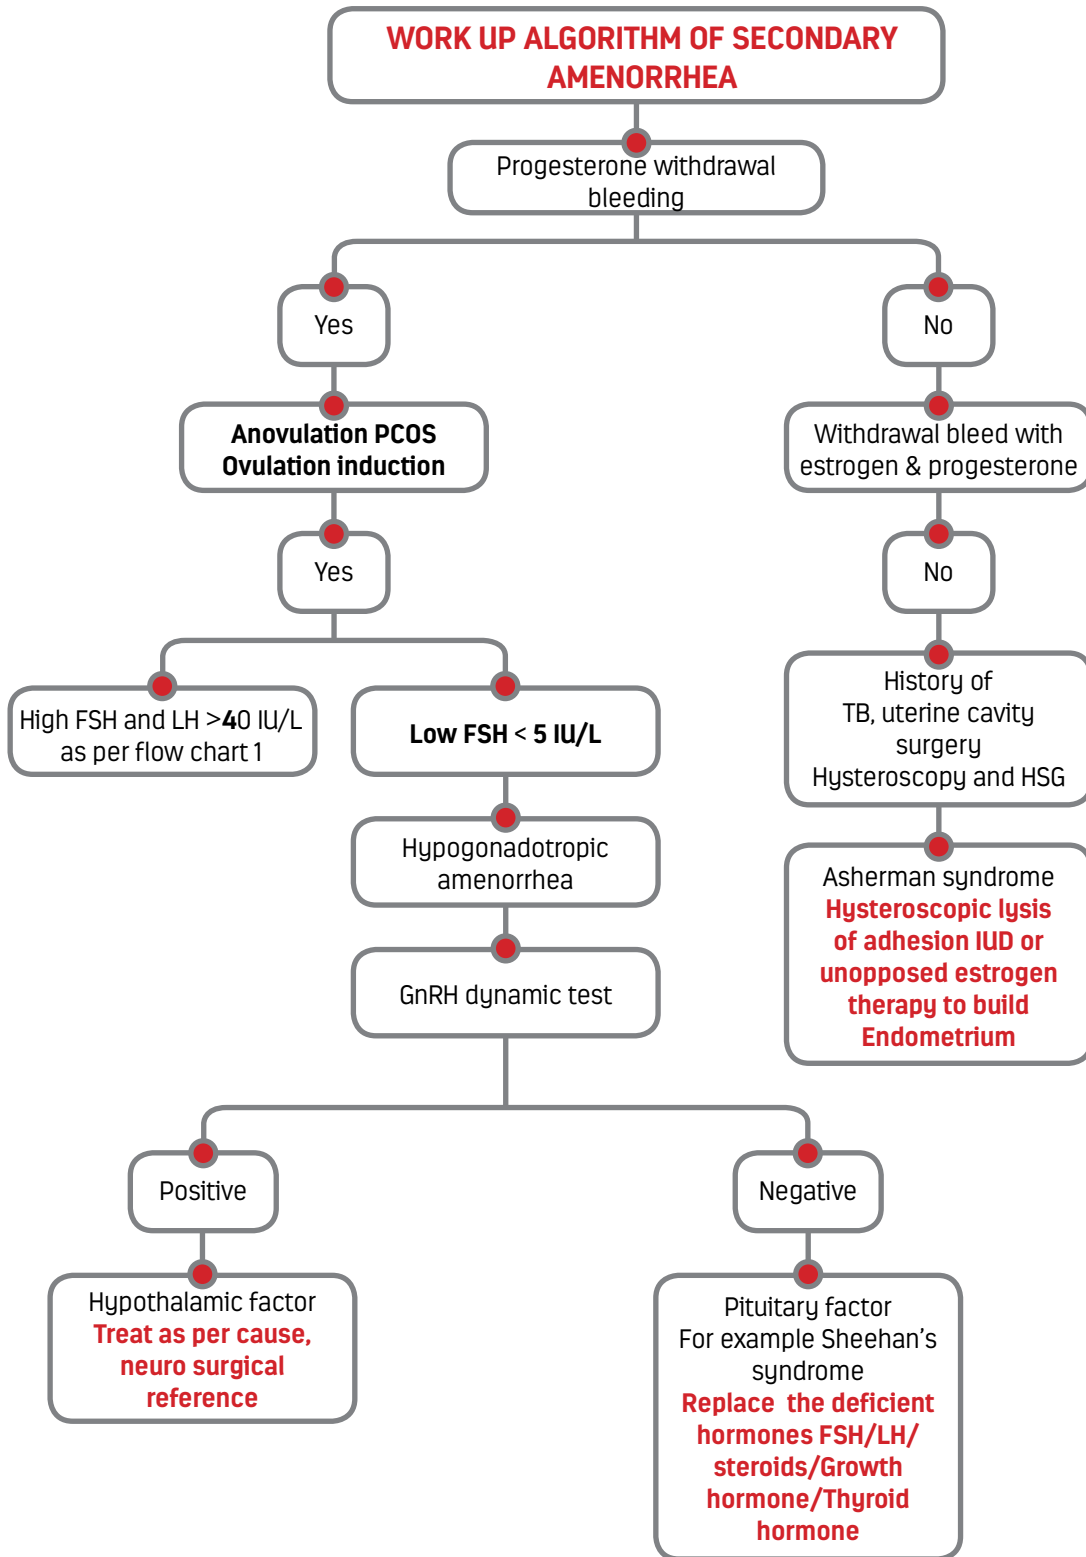 WORK UP ALGORITHM OF SECONDARY
AMENORRHEA
Progesterone withdrawal
bleeding
Yes
No
Anovulation PCOS
Ovulation induction
Withdrawal bleed with
estrogen & progesterone
Yes
No
High FSH and LH >40 IU/L
as per flow chart 1
Low FSH < 5 IU/L
History of
TB, uterine cavity
surgery
Hysteroscopy and HSG
Hypogonadotropic
amenorrhea
Asherman syndrome
Hysteroscopic lysis
of adhesion IUD or
unopposed estrogen
therapy to build
Endometrium
GnRH dynamic test
Positive
Negative
Hypothalamic factor
Treat as per cause,
neuro surgical
reference
Pituitary factor
For example Sheehan's
syndrome
Replace the deficient
hormones FSH/LH/
steroids/Growth
hormone/Thyroid
hormone